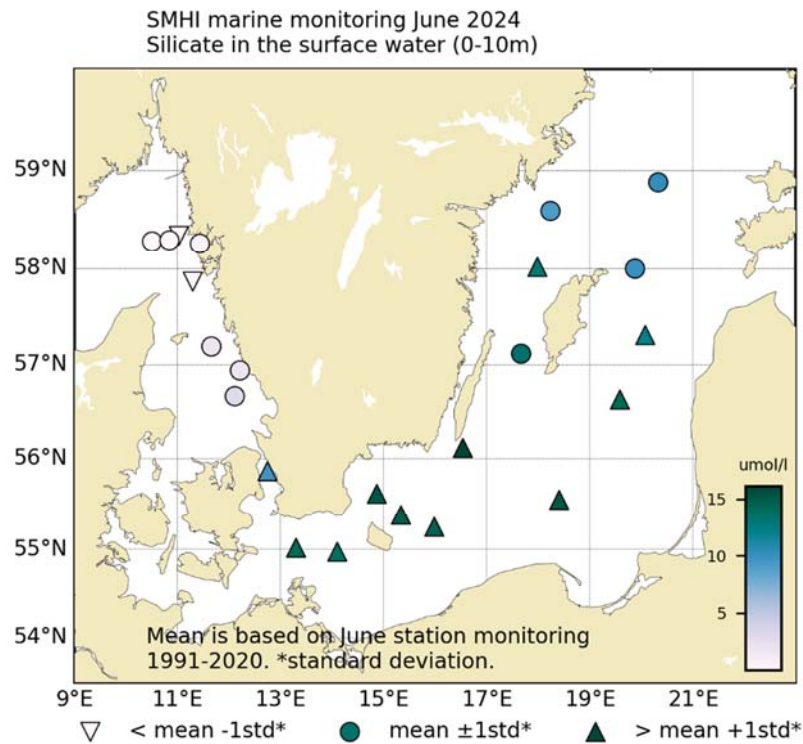 SMHI marine monitoring June 2024
Silicate in the surface water (0-10m)
59°N
58°N
57°N
56°N
55°N
54°N
umol/l
15
10
5
Mean is based on June station monitoring
1991-2020. *standard deviation.
9°E 11°E 13°E 15°E 17°E 19°E 21°E
< mean -1std* mean ±1std* > mean +1std*